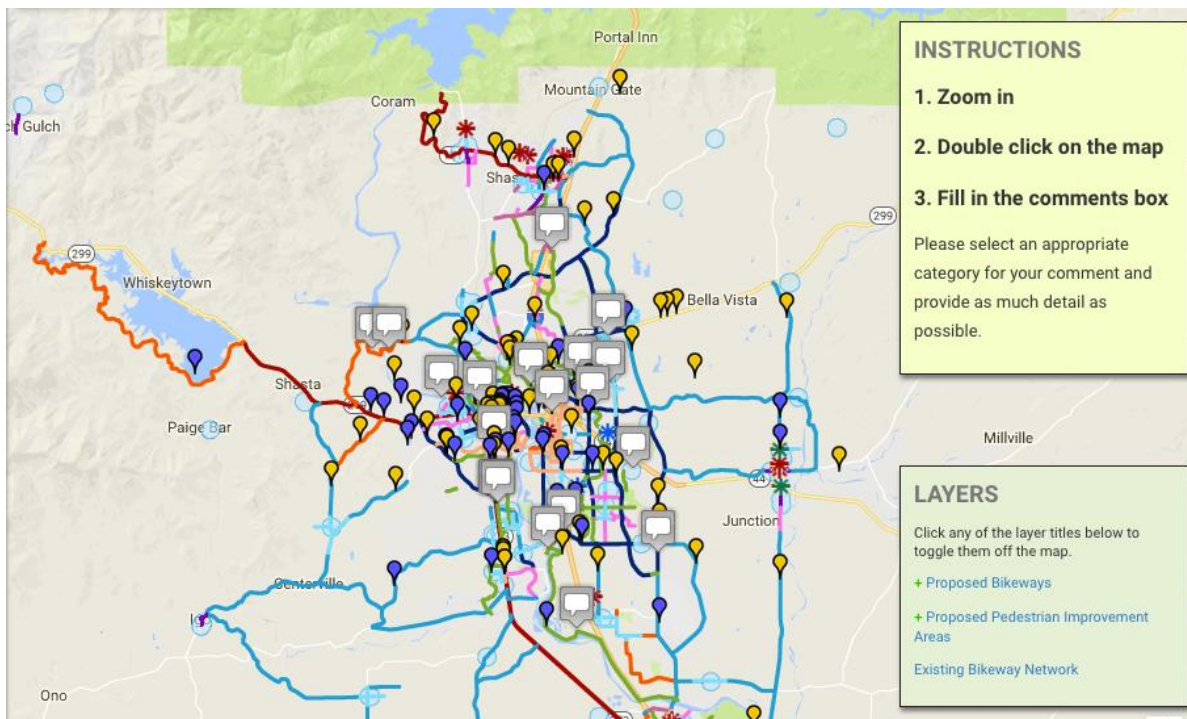 Portal Inn
Mountain Gate
Coram
Gulch
299
Whiskeytown
299
Bella Vista
Shasta
Paige Bar
Millville
44
Junction
Centerville
Ono
INSTRUCTIONS
1. Zoom in
2. Double click on the map
3. Fill in the comments box
Please select an appropriate
category for your comment and
provide as much detail as
possible.
LAYERS
Click any of the layer titles below to
toggle them off the map.
+ Proposed Bikeways
+ Proposed Pedestrian Improvement
Areas
Existing Bikeway Network